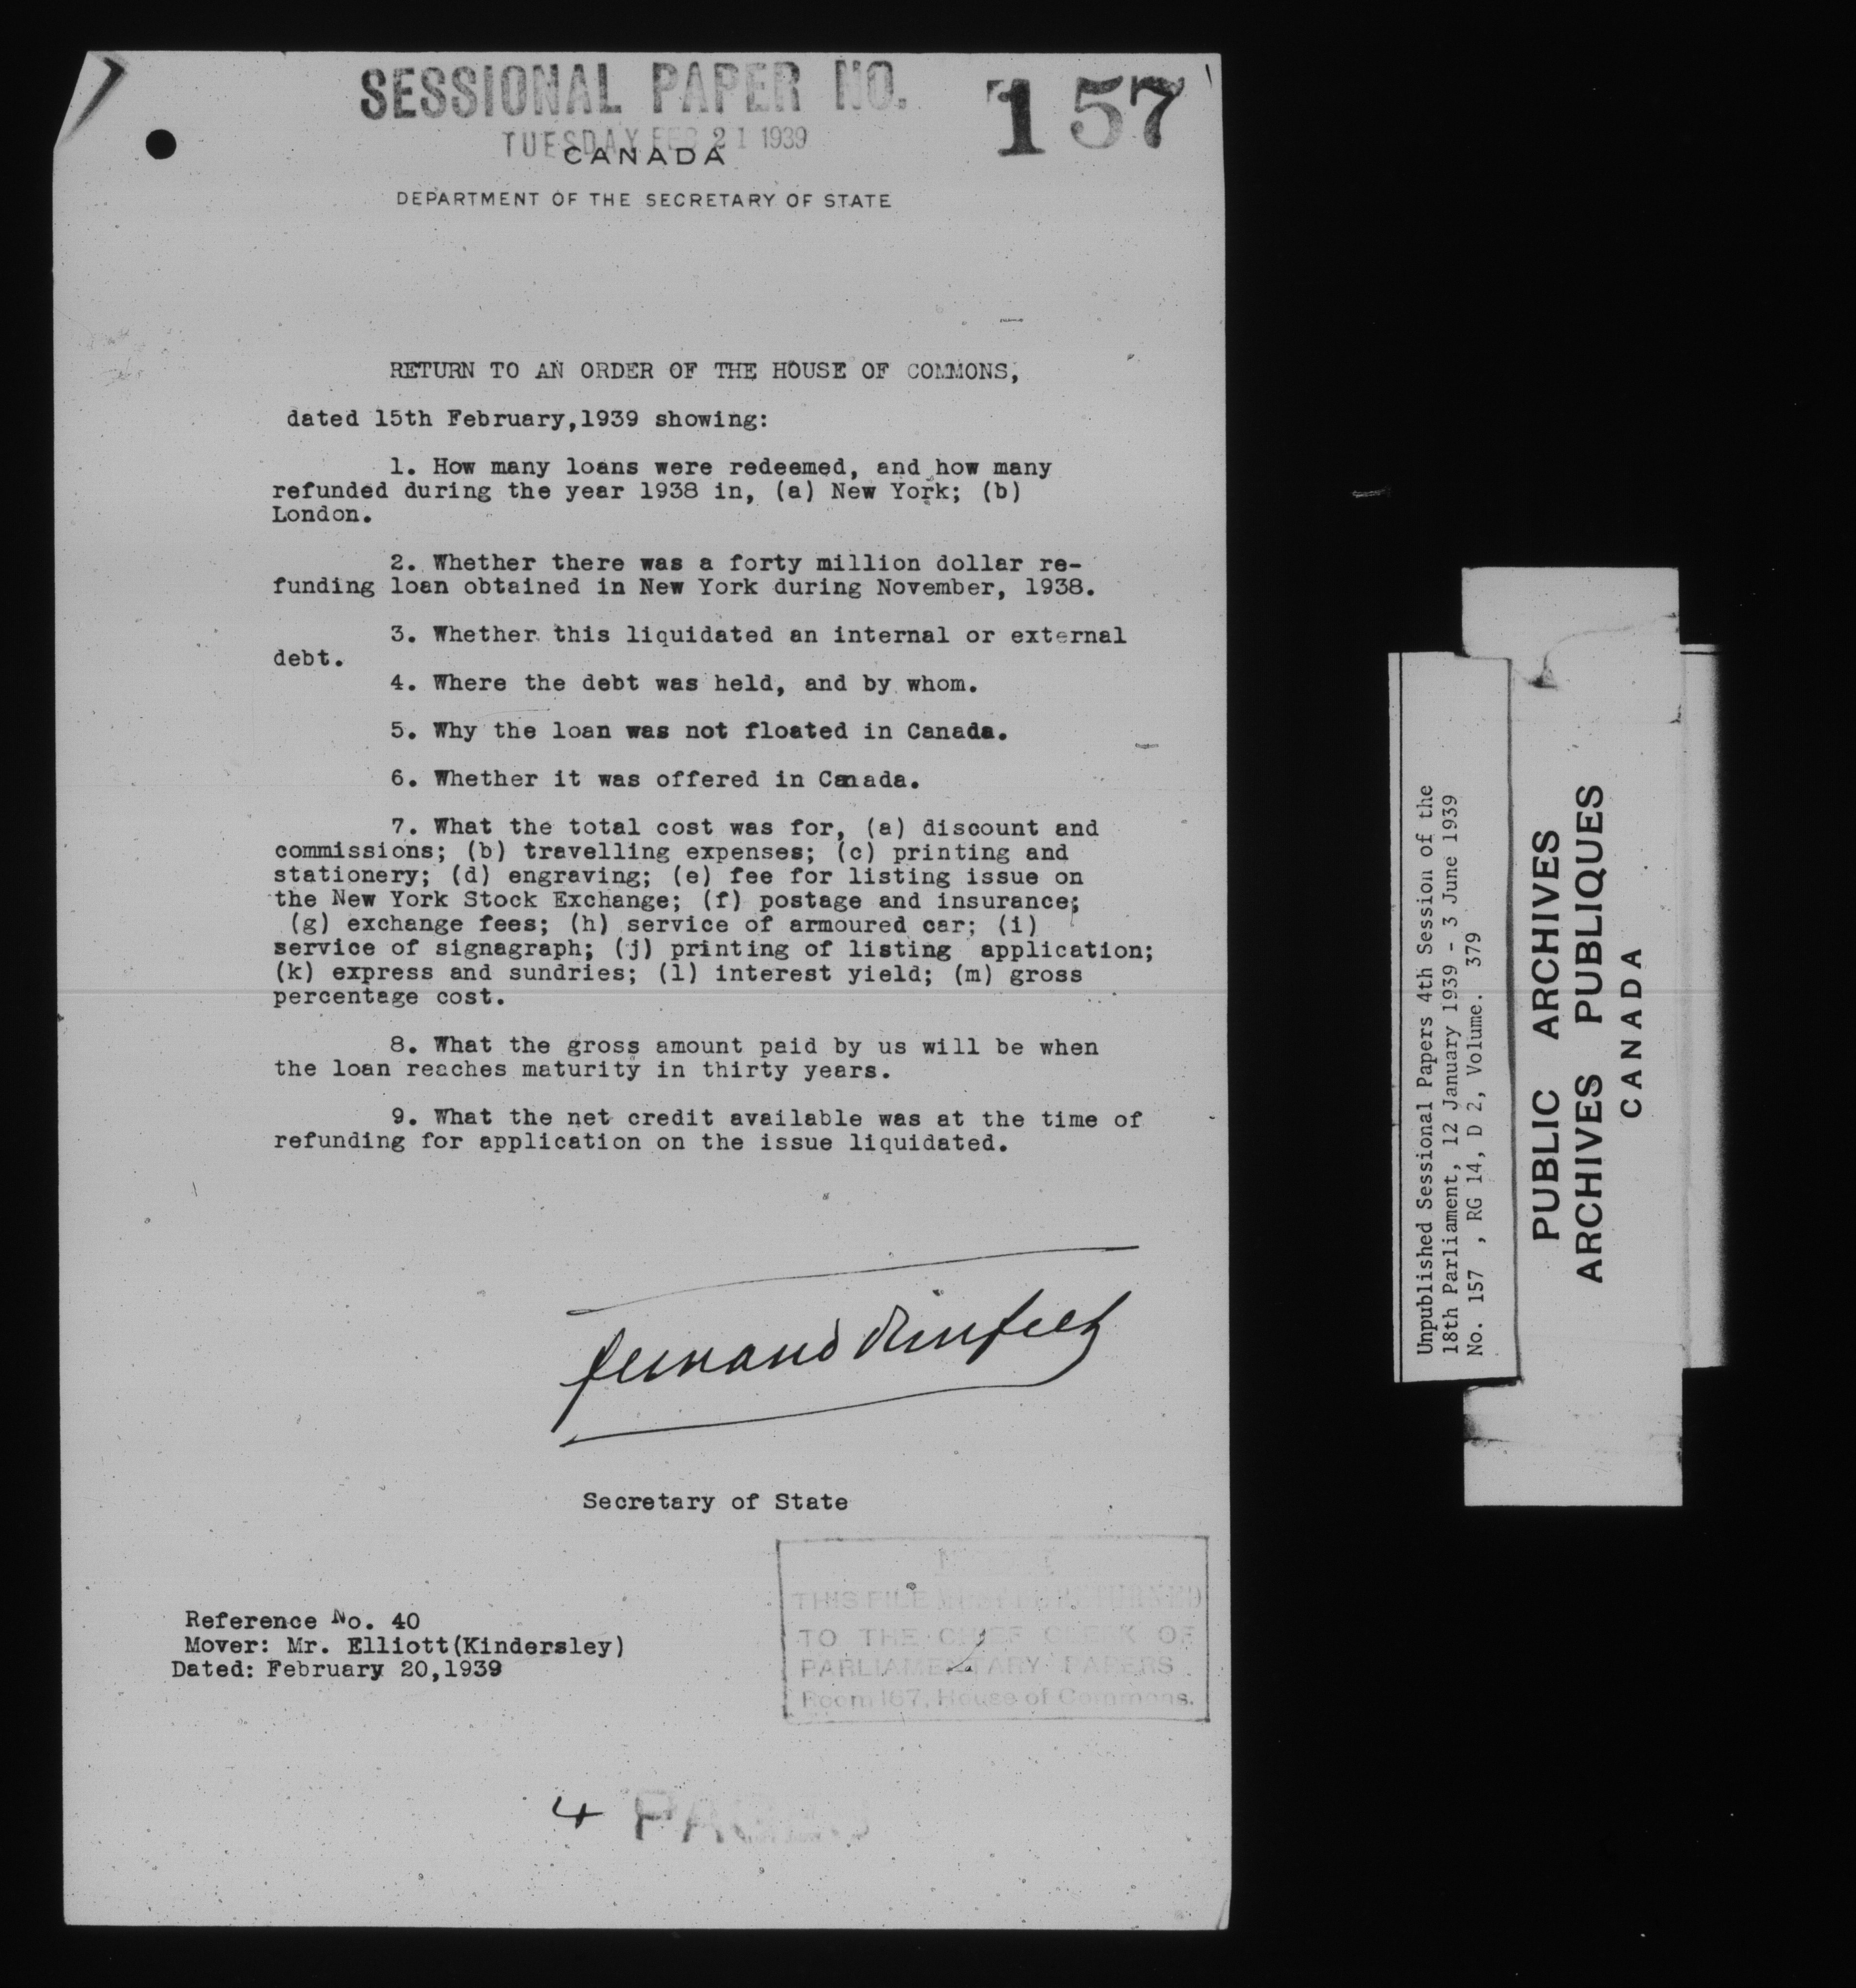 SESSIONAL PAPER NO. 157
TUESDAY FEB 21 1939
CANADA
DEPARTMENT OF THE SECRETARY OF STATE
RETURN TO AN ORDER OF THE HOUSE OF COMMONS,
dated 15th February,1939 showing:
1. How many loans were redeemed, and how many
refunded during the year 1938 in, (a) New York; (b)
London.
2. Whether there was a forty million dollar re-
funding loan obtained in New York during November, 1938.
3. Whether this liquidated an internal or external
debt.
4. Where the debt was held, and by whom.
5. Why the loan was not floated in Canada.
6. Whether it was offered in Canada.
7. What the total cost was for, (a) discount and
commissions; (b) travelling expenses; (c) printing and
stationery; (d) engraving; (e) fee for listing issue on
the New York Stock Exchange; (f) postage and insurance;
(g) exchange fees; (h) service of armoured car; (i)
service of signagraph; (j) printing of listing application;
(k) express and sundries; (l) interest yield; (m) gross
percentage cost.
8. What the gross amount paid by us will be when
the loan reaches maturity in thirty years.
9. What the net credit available was at the time of
refunding for application on the issue liquidated.
Fernand Rinfret
Secretary of State
THIS FILE MUST BE RETURNED
TO THE CHIEF CLERK OF
PARLIAMENTARY PAPERS
Room 167, House of Commons.
Reference No. 40
Mover: Mr. Elliott(Kindersley)
Dated: February 20,1939
4 PAGES
Unpublished Sessional Papers 4th Session of the
18th Parliament, 12 January 1939 - 3 June 1939
No. 157 , RG 14, D 2, Volume. 379
PUBLIC ARCHIVES
ARCHIVES PUBLIQUES
CANADA